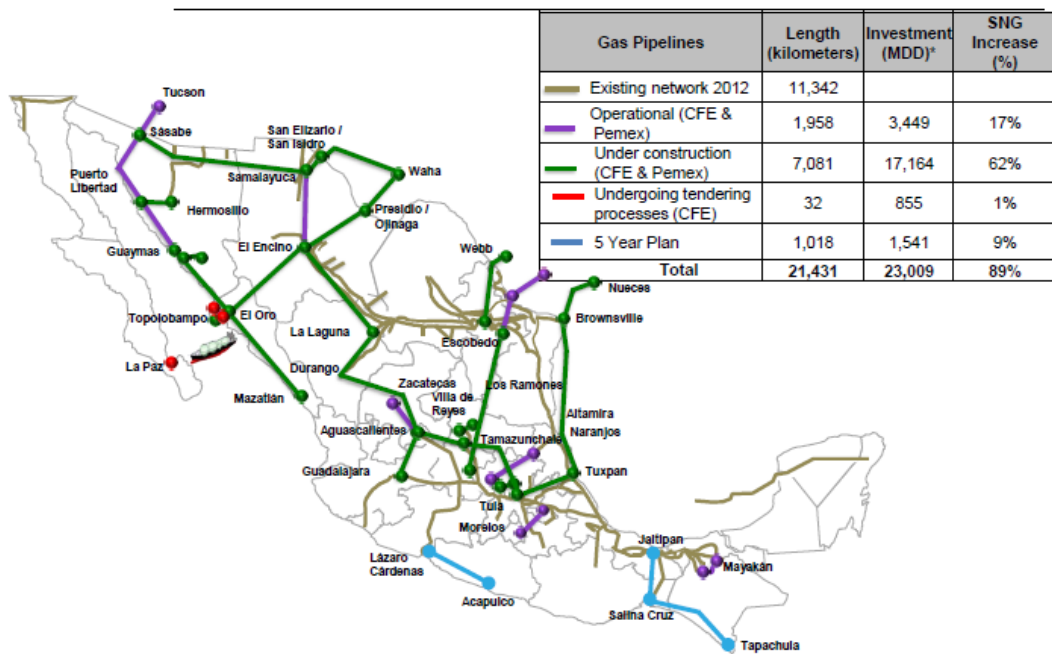 Gas Pipelines
Length
(kilometers)
Investment
(MDD)*
SNG
Increase
(%)
Existing network 2012
11,342
Operational (CFE &
Pemex)
1,958
3,449
17%
Under construction
(CFE & Pemex)
7,081
17,164
62%
Undergoing tendering
processes (CFE)
32
855
1%
5 Year Plan
1,018
1,541
9%
Total
21,431
23,009
89%
Tucson
Sásabe
San Elizario /
San Isidro
Samalayuca
Waha
Puerto
Libertad
Hermosillo
Presidio /
Ojinaga
Guaymas
El Encino
Webb
Nueces
Topolobampo
El Oro
La Laguna
Escobedo
Brownsville
La Paz
Durango
Mazatlán
Zacatecas
Los Ramones
Villa de
Reyes
Altamira
Aguascalientes
Tamazunchale
Naranjos
Guadalajara
Tuxpan
Tula
Morelos
Jaltipan
Mayakán
Lázaro
Cárdenas
Acapulco
Salina Cruz
Tapachula